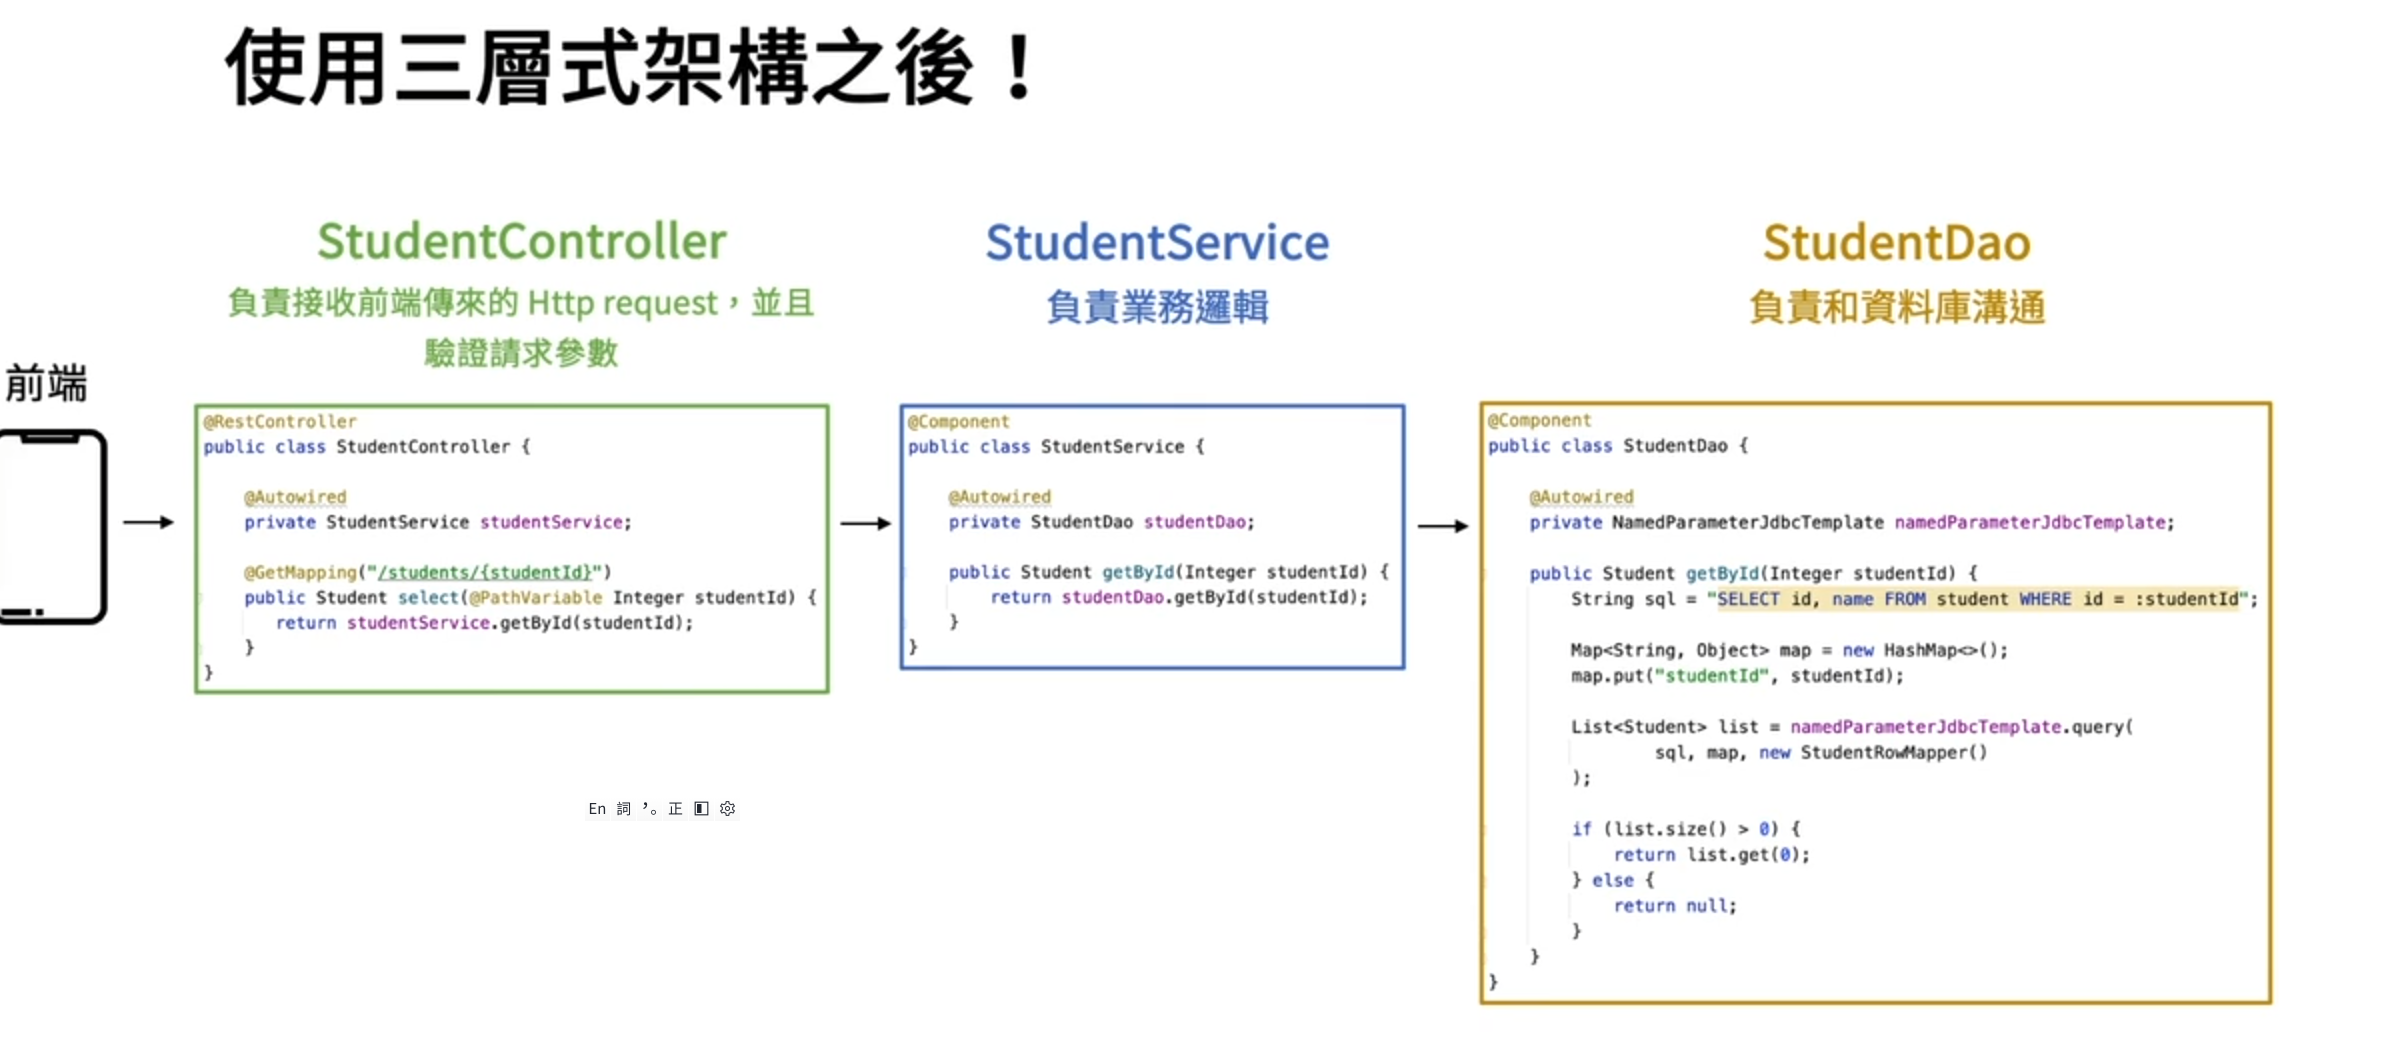 使用三層式架構之後！
前端
StudentController
負責接收前端傳來的 Http request，並且
驗證請求參數
@RestController
public class StudentController {
@Autowired
private StudentService studentService;
@GetMapping("/students/{studentId}")
public Student select(@PathVariable Integer studentId) {
return studentService.getById(studentId);
}
}
StudentService
負責業務邏輯
@Component
public class StudentService {
@Autowired
private StudentDao studentDao;
public Student getById(Integer studentId) {
return studentDao.getById(studentId);
}
}
StudentDao
負責和資料庫溝通
@Component
public class StudentDao {
@Autowired
private NamedParameterJdbcTemplate namedParameterJdbcTemplate;
public Student getById(Integer studentId) {
String sql = "SELECT id, name FROM student WHERE id = :studentId";
Map<String, Object> map = new HashMap<>();
map.put("studentId", studentId);
List<Student> list = namedParameterJdbcTemplate.query(
sql, map, new StudentRowMapper()
);
if (list.size() > 0) {
return list.get(0);
} else {
return null;
}
}
}
En 詞 ，。 正